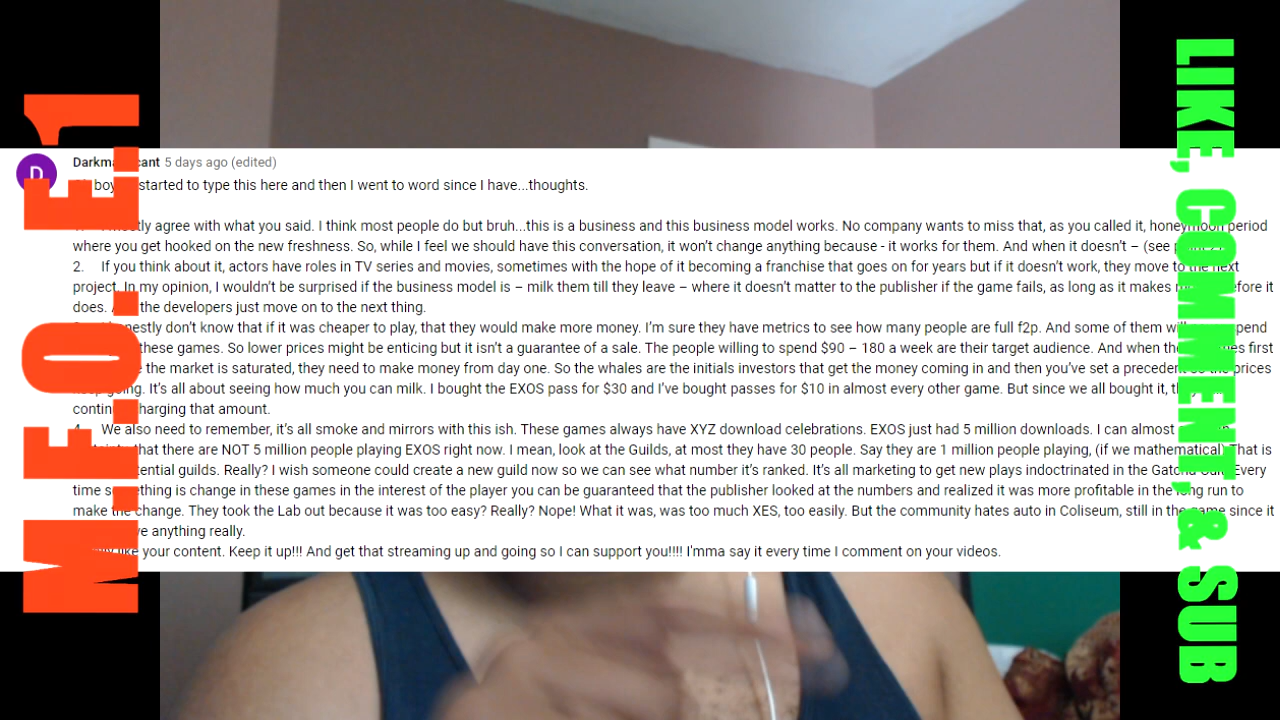 M.F.O. E.1
LIKE, COMMENT, & SUB
D
5 days ago (edited)
started to type this here and then I went to word since I have...thoughts.
agree with what you said. I think most people do but bruh...this is a business and this business model works. No company wants to miss that, as you called it, honeymoon period
where you get hooked on the new freshness. So, while I feel we should have this conversation, it won't change anything because - it works for them. And when it doesn't – (see
2. If you think about it, actors have roles in TV series and movies, sometimes with the hope of it becoming a franchise that goes on for years but if it doesn't work, they move to the next
project. In my opinion, I wouldn't be surprised if the business model is – milk them till they leave – where it doesn't matter to the publisher if the game fails, as long as it makes before it
does. the developers just move on to the next thing.
don't know that if it was cheaper to play, that they would make more money. I'm sure they have metrics to see how many people are full f2p. And some of them spend
these games. So lower prices might be enticing but it isn't a guarantee of a sale. The people willing to spend $90 – 180 a week are their target audience. And when first
the market is saturated, they need to make money from day one. So the whales are the initials investors that get the money coming in and then you've set a precedent prices
going. It's all about seeing how much you can milk. I bought the EXOS pass for $30 and I've bought passes for $10 in almost every other game. But since we all bought it,
charging that amount.
4. We also need to remember, it's all smoke and mirrors with this ish. These games always have XYZ download celebrations. EXOS just had 5 million downloads. I can almost
that there are NOT 5 million people playing EXOS right now. I mean, look at the Guilds, at most they have 30 people. Say they are 1 million people playing, (if we mathematical) That is
guilds. Really? I wish someone could create a new guild now so we can see what number it's ranked. It's all marketing to get new plays indoctrinated in the Every
time something is change in these games in the interest of the player you can be guaranteed that the publisher looked at the numbers and realized it was more profitable in the long run to
make the change. They took the Lab out because it was too easy? Really? Nope! What it was, was too much XES, too easily. But the community hates auto in Coliseum, still in the game since it
anything really.
like your content. Keep it up!!! And get that streaming up and going so I can support you!!!! I'mma say it every time I comment on your videos.